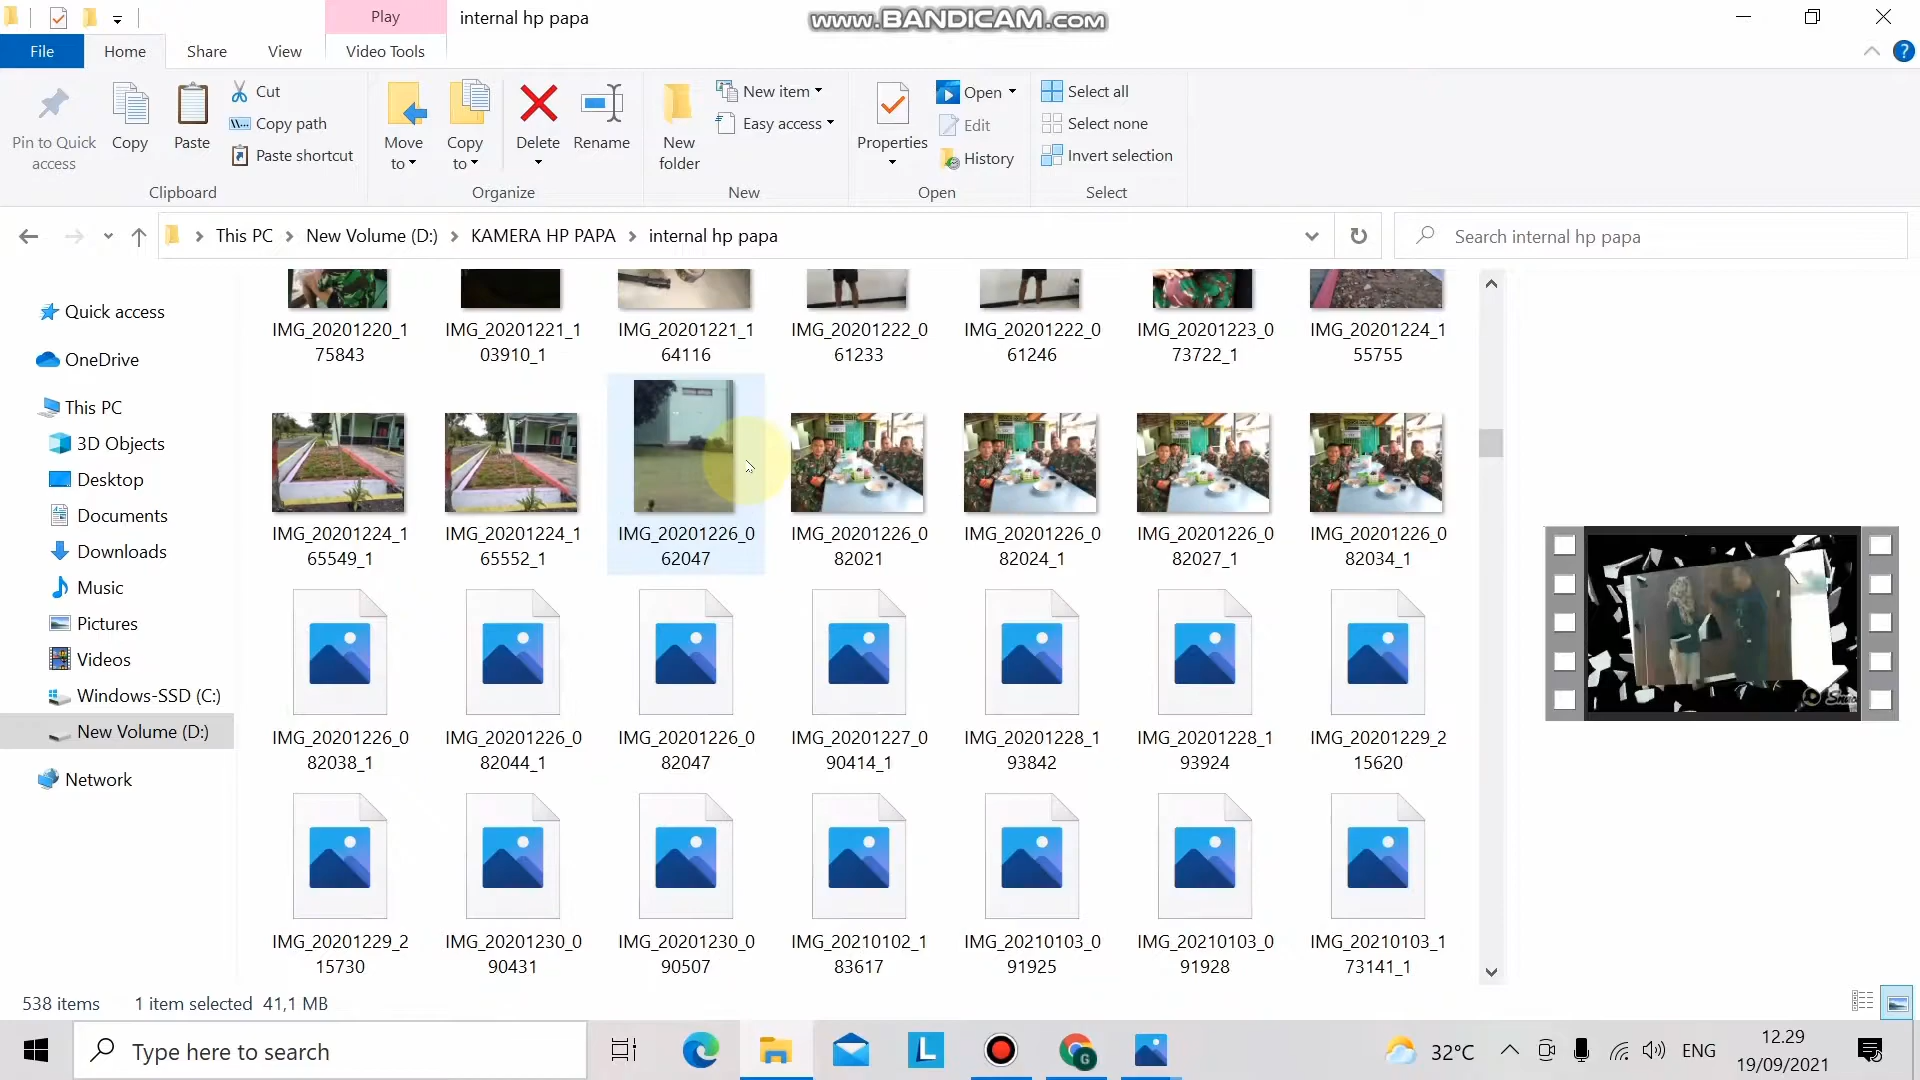 Play
internal hp papa
www.BANDICAM.com
File
Home
Share
View
Video Tools
Pin to Quick
access
Copy
Paste
Cut
Copy path
Paste shortcut
Clipboard
Move
to
Copy
to
Delete
Rename
Organize
New
folder
New item
Easy access
New
Properties
Open
Edit
History
Open
Select all
Select none
Invert selection
Select
This PC
New Volume (D:)
KAMERA HP PAPA
internal hp papa
Search internal hp papa
Quick access
OneDrive
This PC
3D Objects
Desktop
Documents
Downloads
Music
Pictures
Videos
Windows-SSD (C:)
New Volume (D:)
Network
IMG_20201220_1
75843
IMG_20201221_1
03910_1
IMG_20201221_1
64116
IMG_20201222_0
61233
IMG_20201222_0
61246
IMG_20201223_0
73722_1
IMG_20201224_1
55755
IMG_20201224_1
65549_1
IMG_20201224_1
65552_1
IMG_20201226_0
62047
IMG_20201226_0
82021
IMG_20201226_0
82024_1
IMG_20201226_0
82027_1
IMG_20201226_0
82034_1
IMG_20201226_0
82038_1
IMG_20201226_0
82044_1
IMG_20201226_0
82047
IMG_20201227_0
90414_1
IMG_20201228_1
93842
IMG_20201228_1
93924
IMG_20201229_2
15620
IMG_20201229_2
15730
IMG_20201230_0
90431
IMG_20201230_0
90507
IMG_20210102_1
83617
IMG_20210103_0
91925
IMG_20210103_0
91928
IMG_20210103_1
73141_1
538 items
1 item selected 41,1 MB
Type here to search
L
G
32°C
ENG
12.29
19/09/2021